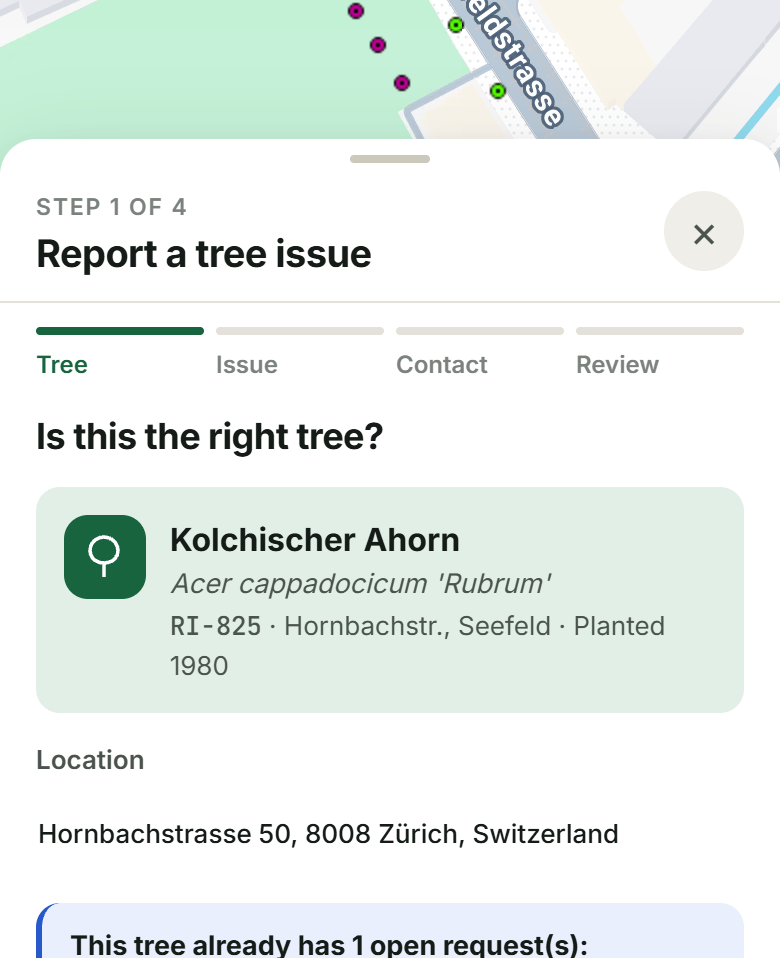 eldstrasse
STEP 1 OF 4
Report a tree issue
Tree
Issue
Contact
Review
Is this the right tree?
Kolchischer Ahorn
Acer cappadocicum 'Rubrum'
RI-825 · Hornbachstr., Seefeld · Planted
1980
Location
Hornbachstrasse 50, 8008 Zürich, Switzerland
This tree already has 1 open request(s):